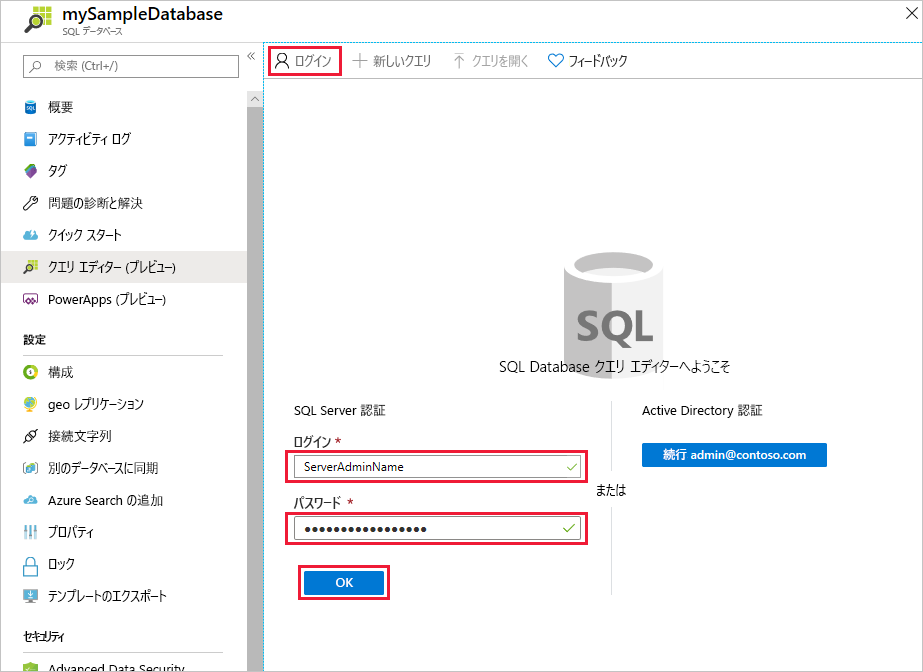 mySampleDatabase
SQL データベース
検索 (Ctrl+/)
概要
アクティビティ ログ
タグ
問題の診断と解決
クイック スタート
クエリ エディター (プレビュー)
PowerApps (プレビュー)
設定
構成
geo レプリケーション
接続文字列
別のデータベースに同期
Azure Search の追加
プロパティ
ロック
テンプレートのエクスポート
セキュリティ
Advanced Data Security
ログイン 新しいクエリ クエリを開く フィードバック
SQL
SQL Database クエリ エディターへようこそ
SQL Server 認証
ログイン *
ServerAdminName
パスワード *
OK
または
Active Directory 認証
続行 admin@contoso.com